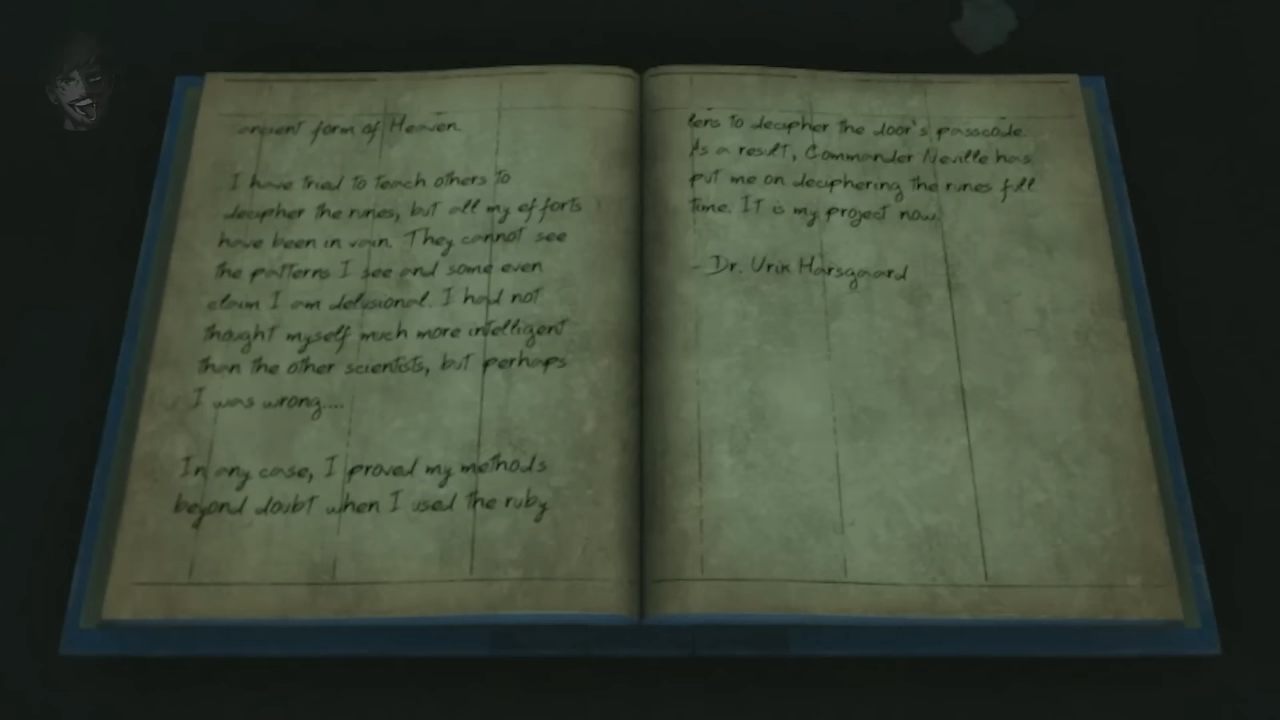 ancient form of Heaven.
I have tried to teach others to
decipher the runes, but all my efforts
have been in vain. They cannot see
the patterns I see and some even
claim I am delusional. I had not
thought myself much more intelligent
than the other scientists, but perhaps
I was wrong....
In any case, I proved my methods
beyond doubt when I used the ruby
lens to decipher the door's passcode.
As a result, Commander Neville has
put me on deciphering the runes full
time. IT is my project now.
- Dr. Urik Harsgaard